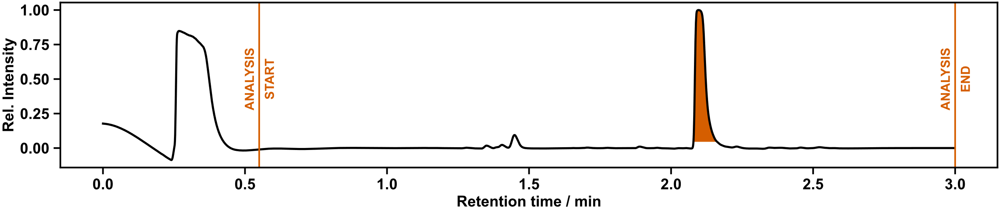 Rel. Intensity
1.00
0.75
0.50
0.25
0.00
ANALYSIS
START
ANALYSIS
END
0.0
0.5
1.0
1.5
2.0
2.5
3.0
Retention time / min